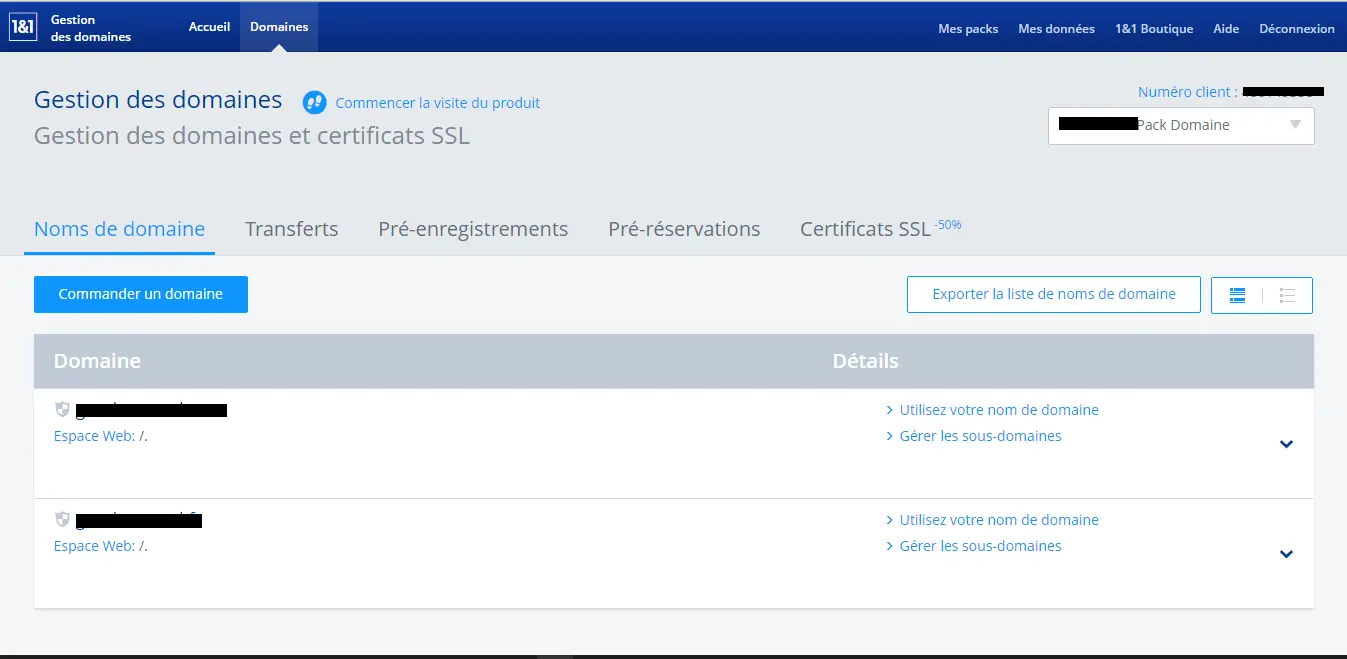 1&1
Gestion
des domaines
Accueil
Domaines
Mes packs
Mes données
1&1 Boutique
Aide
Déconnexion
Gestion des domaines
Commencer la visite du produit
Gestion des domaines et certificats SSL
Numéro client :
Pack Domaine
Noms de domaine
Transferts
Pré-enregistrements
Pré-réservations
Certificats SSL -50%
Commander un domaine
Exporter la liste de noms de domaine
Domaine
Détails
Utilisez votre nom de domaine
Espace Web: /.
Gérer les sous-domaines
Utilisez votre nom de domaine
Espace Web: /.
Gérer les sous-domaines